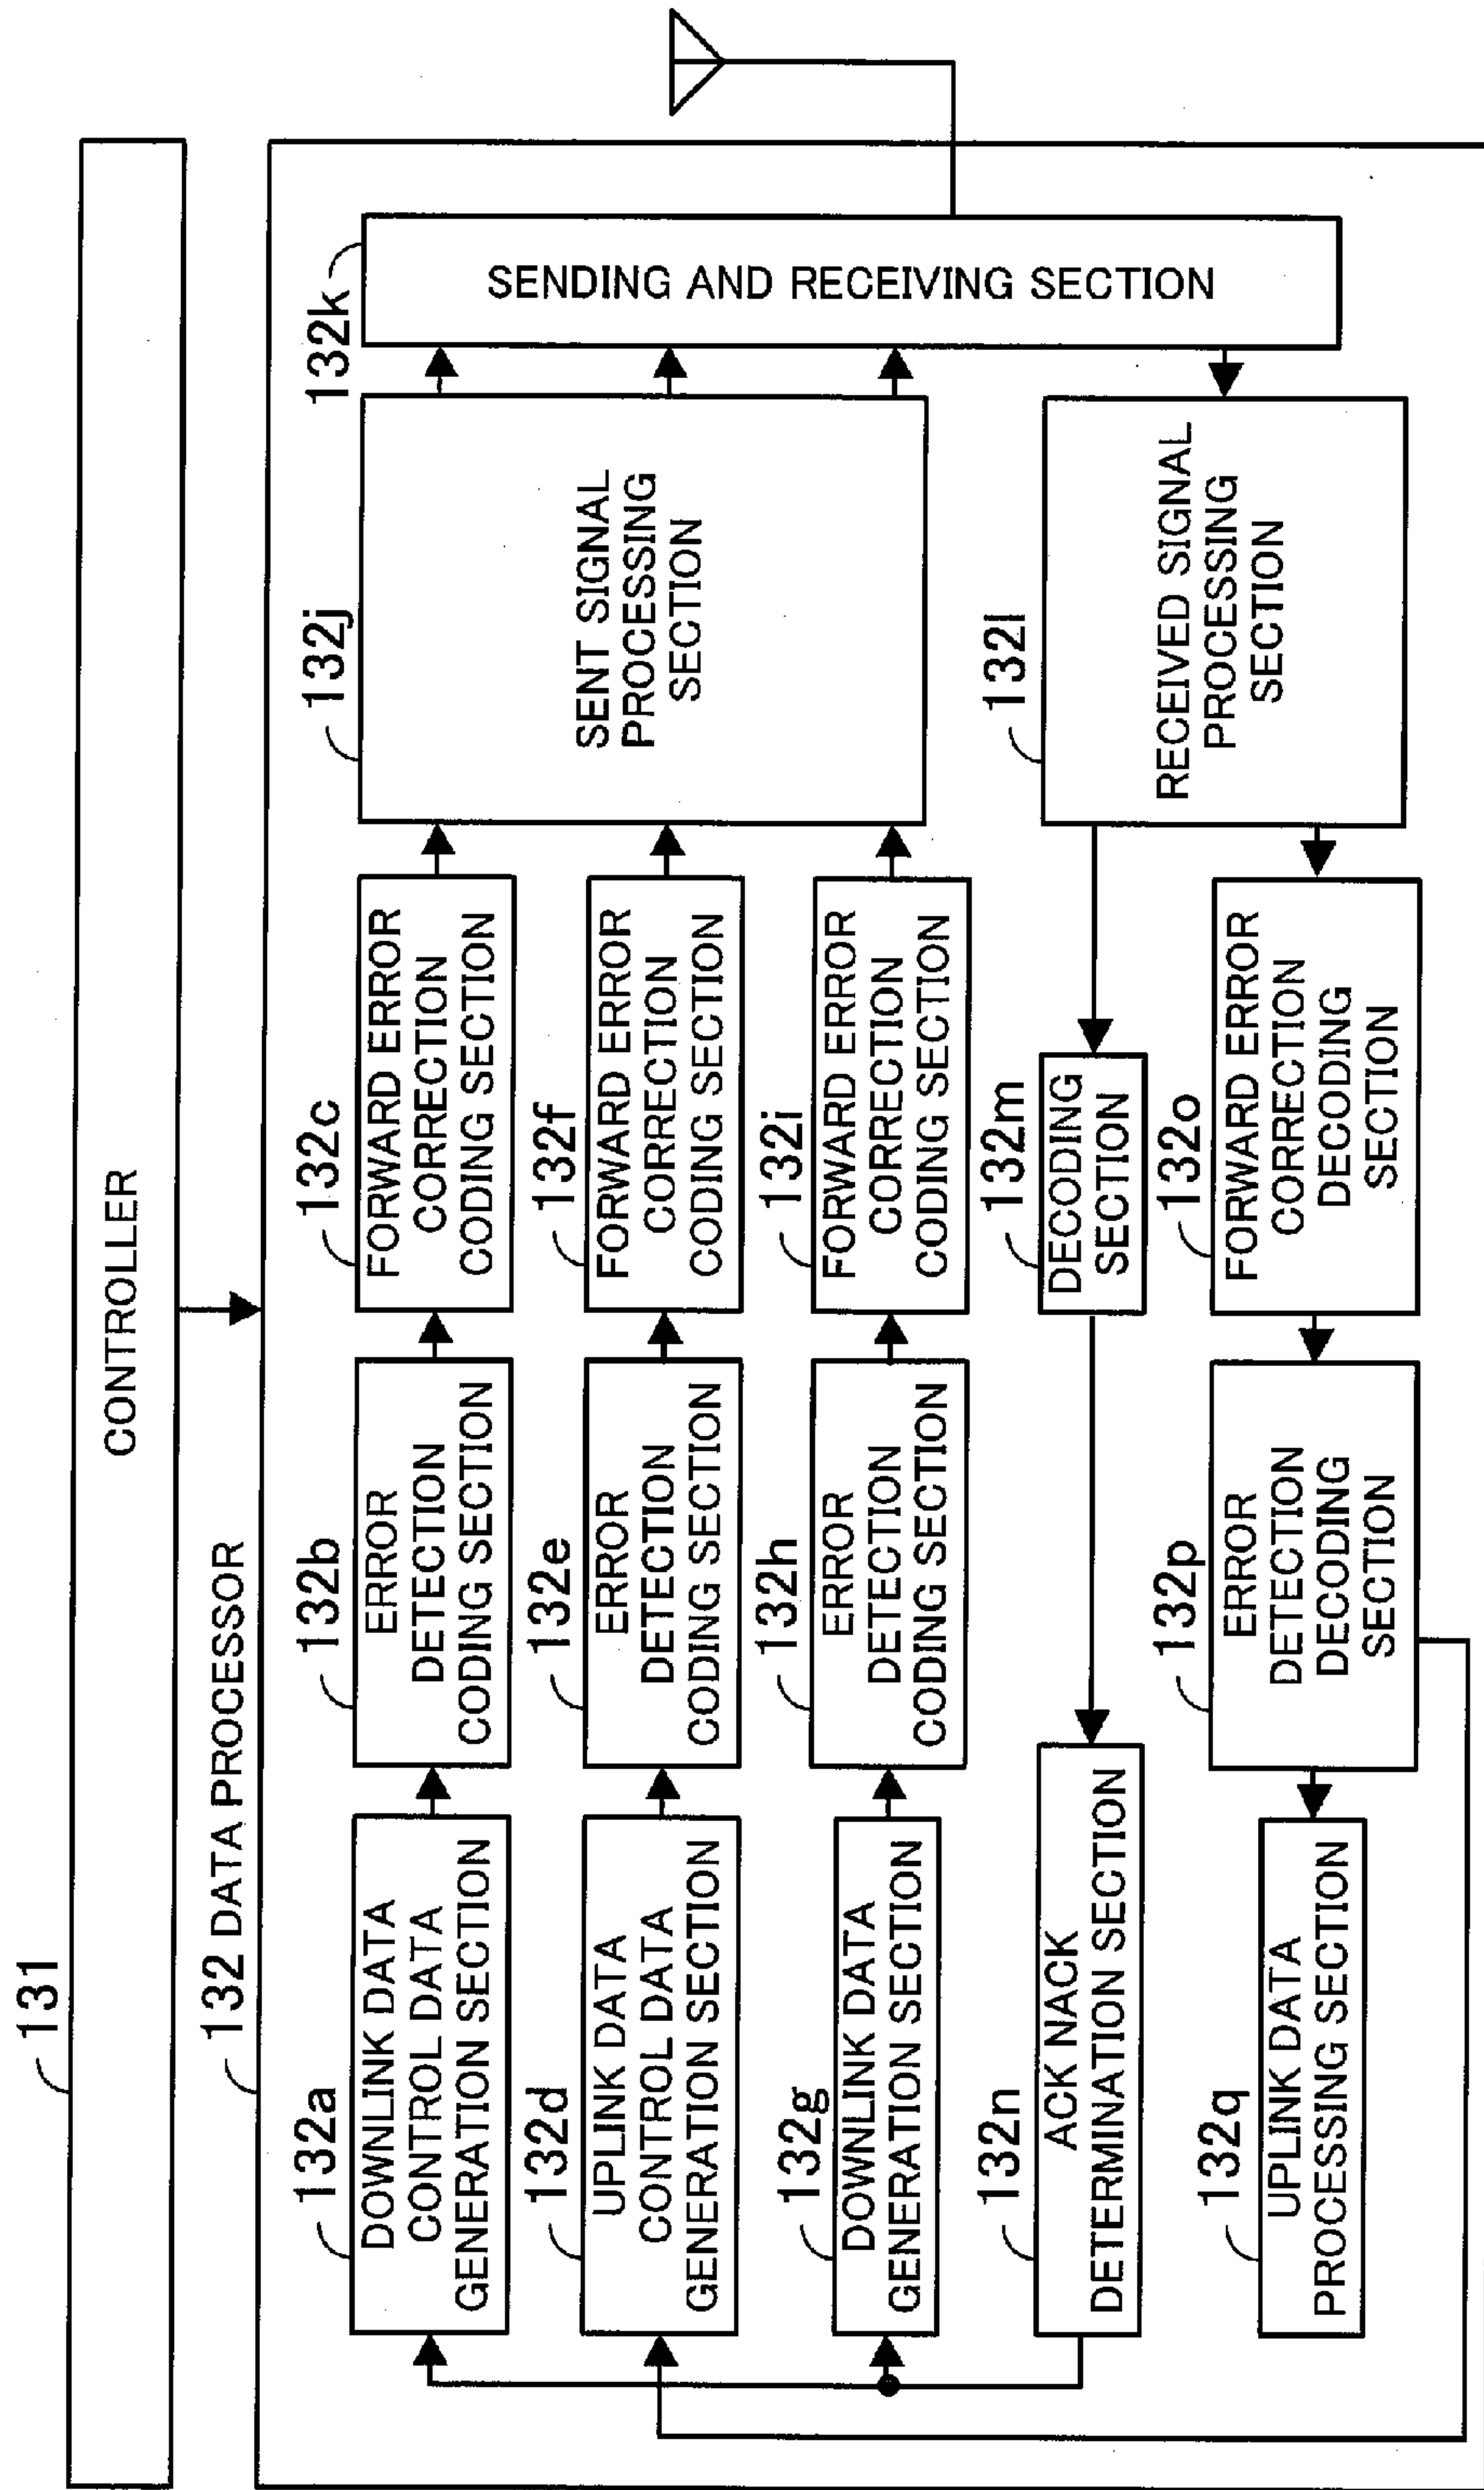 131
CONTROLLER
132 DATA PROCESSOR
132a
DOWNLINK DATA
CONTROL DATA
GENERATION SECTION
132b
ERROR
DETECTION
CODING SECTION
132c
FORWARD ERROR
CORRECTION
CODING SECTION
132j
SENT SIGNAL
PROCESSING
SECTION
132k
SENDING AND RECEIVING SECTION
132d
UPLINK DATA
CONTROL DATA
GENERATION SECTION
132e
ERROR
DETECTION
CODING SECTION
132f
FORWARD ERROR
CORRECTION
CODING SECTION
132g
DOWNLINK DATA
GENERATION SECTION
132h
ERROR
DETECTION
CODING SECTION
132i
FORWARD ERROR
CORRECTION
CODING SECTION
132n
ACK NACK
DETERMINATION SECTION
132m
DECODING
SECTION
132l
RECEIVED SIGNAL
PROCESSING
SECTION
132q
UPLINK DATA
PROCESSING SECTION
132p
ERROR
DETECTION
DECODING
SECTION
132o
FORWARD ERROR
CORRECTION
DECODING
SECTION